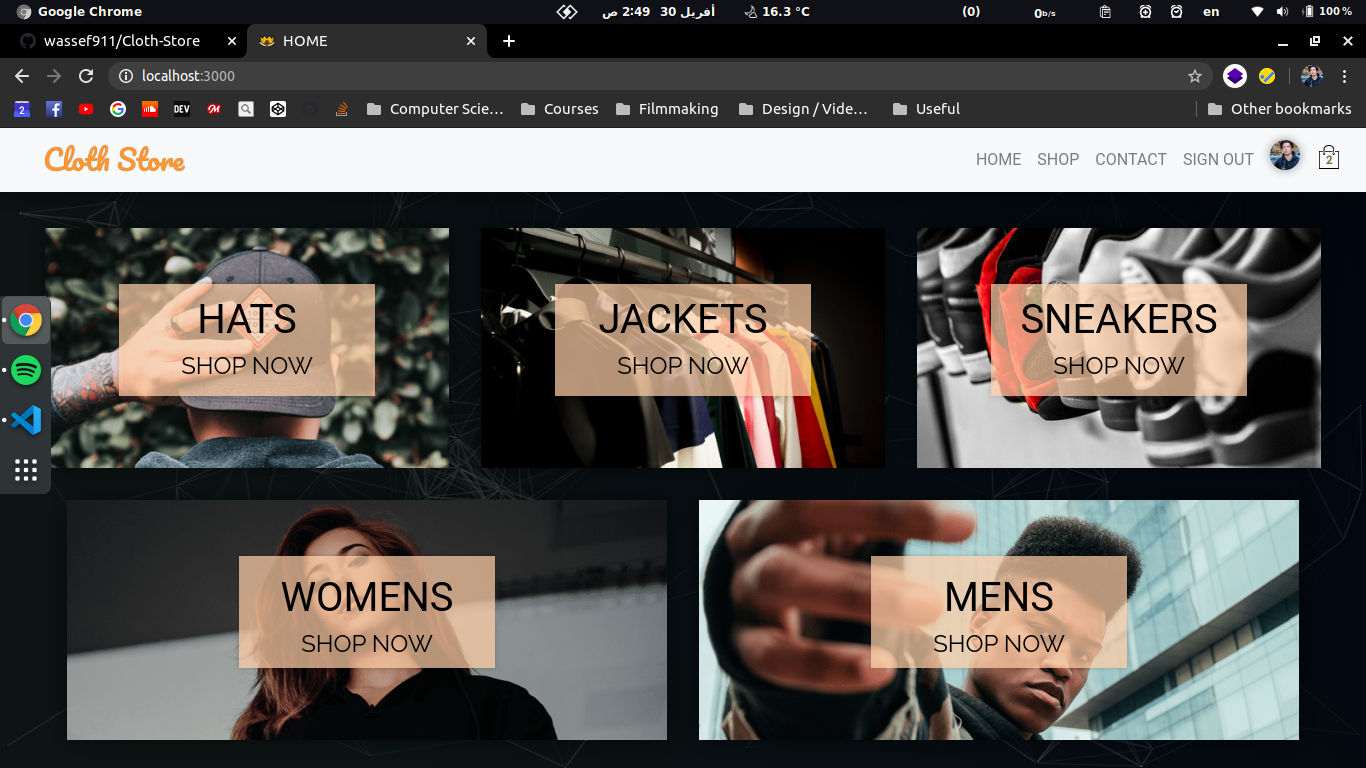 Google Chrome
2:49 ص 30 أفريل
16.3 °C
(0)
0 b/s
en
100 %
wassef911/Cloth-Store
HOME
localhost:3000
2
DEV
Computer Scie...
Courses
Filmmaking
Design / Vide...
Useful
Other bookmarks
Cloth Store
HOME
SHOP
CONTACT
SIGN OUT
2
HATS
SHOP NOW
JACKETS
SHOP NOW
SNEAKERS
SHOP NOW
WOMENS
SHOP NOW
MENS
SHOP NOW